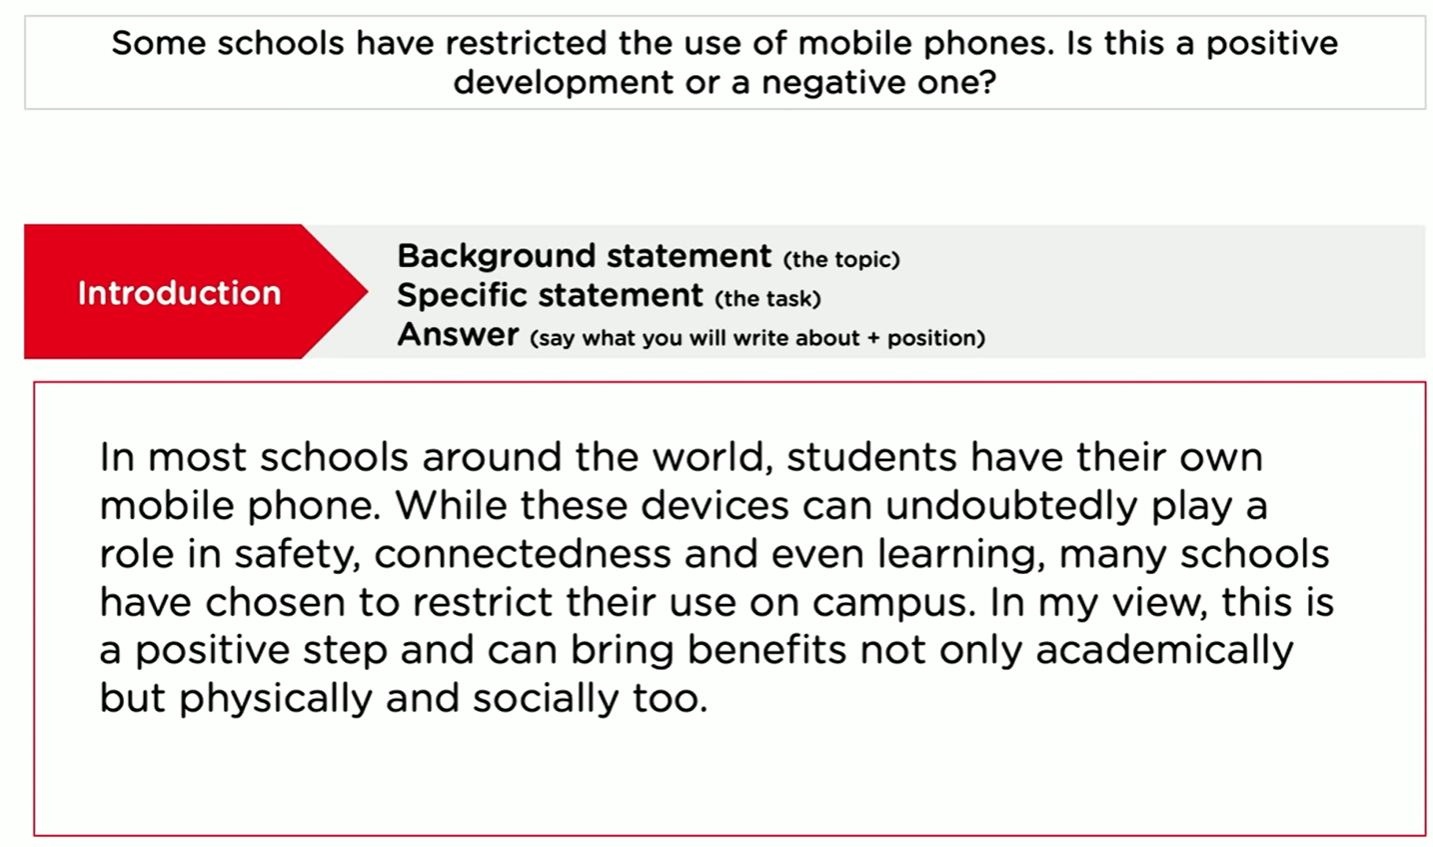 Some schools have restricted the use of mobile phones. Is this a positive
development or a negative one?
Introduction
Background statement (the topic)
Specific statement (the task)
Answer (say what you will write about + position)
In most schools around the world, students have their own
mobile phone. While these devices can undoubtedly play a
role in safety, connectedness and even learning, many schools
have chosen to restrict their use on campus. In my view, this is
a positive step and can bring benefits not only academically
but physically and socially too.